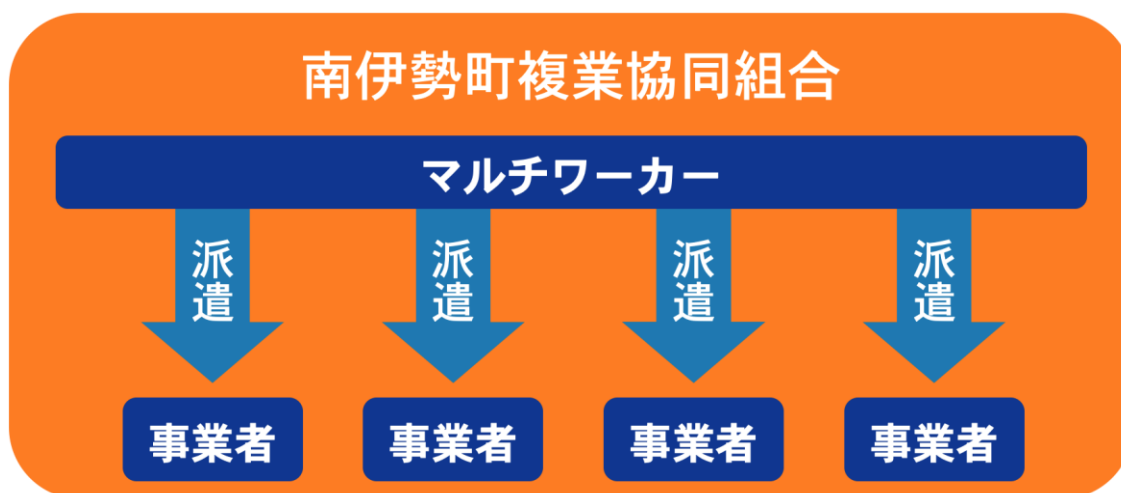 南伊勢町複業協同組合
マルチワーカー
派遣
派遣
派遣
派遣
事業者
事業者
事業者
事業者